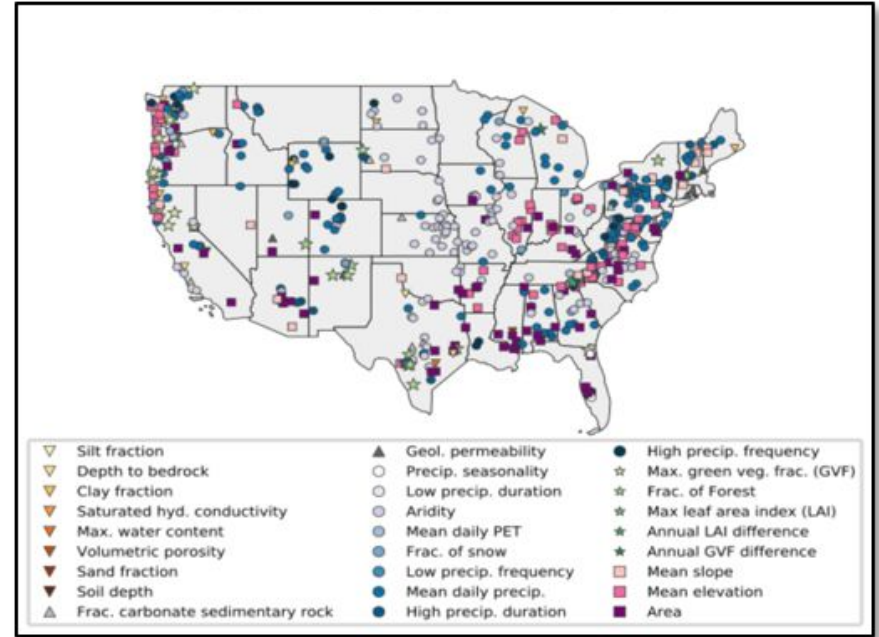 Silt fraction
Depth to bedrock
Clay fraction
Saturated hyd. conductivity
Max. water content
Volumetric porosity
Sand fraction
Soil depth
Frac. carbonate sedimentary rock
Geol. permeability
Precip. seasonality
Low precip. duration
Aridity
Mean daily PET
Frac. of snow
Low precip. frequency
Mean daily precip.
High precip. duration
High precip. frequency
Max. green veg. frac. (GVF)
Frac. of Forest
Max leaf area index (LAI)
Annual LAI difference
Annual GVF difference
Mean slope
Mean elevation
Area